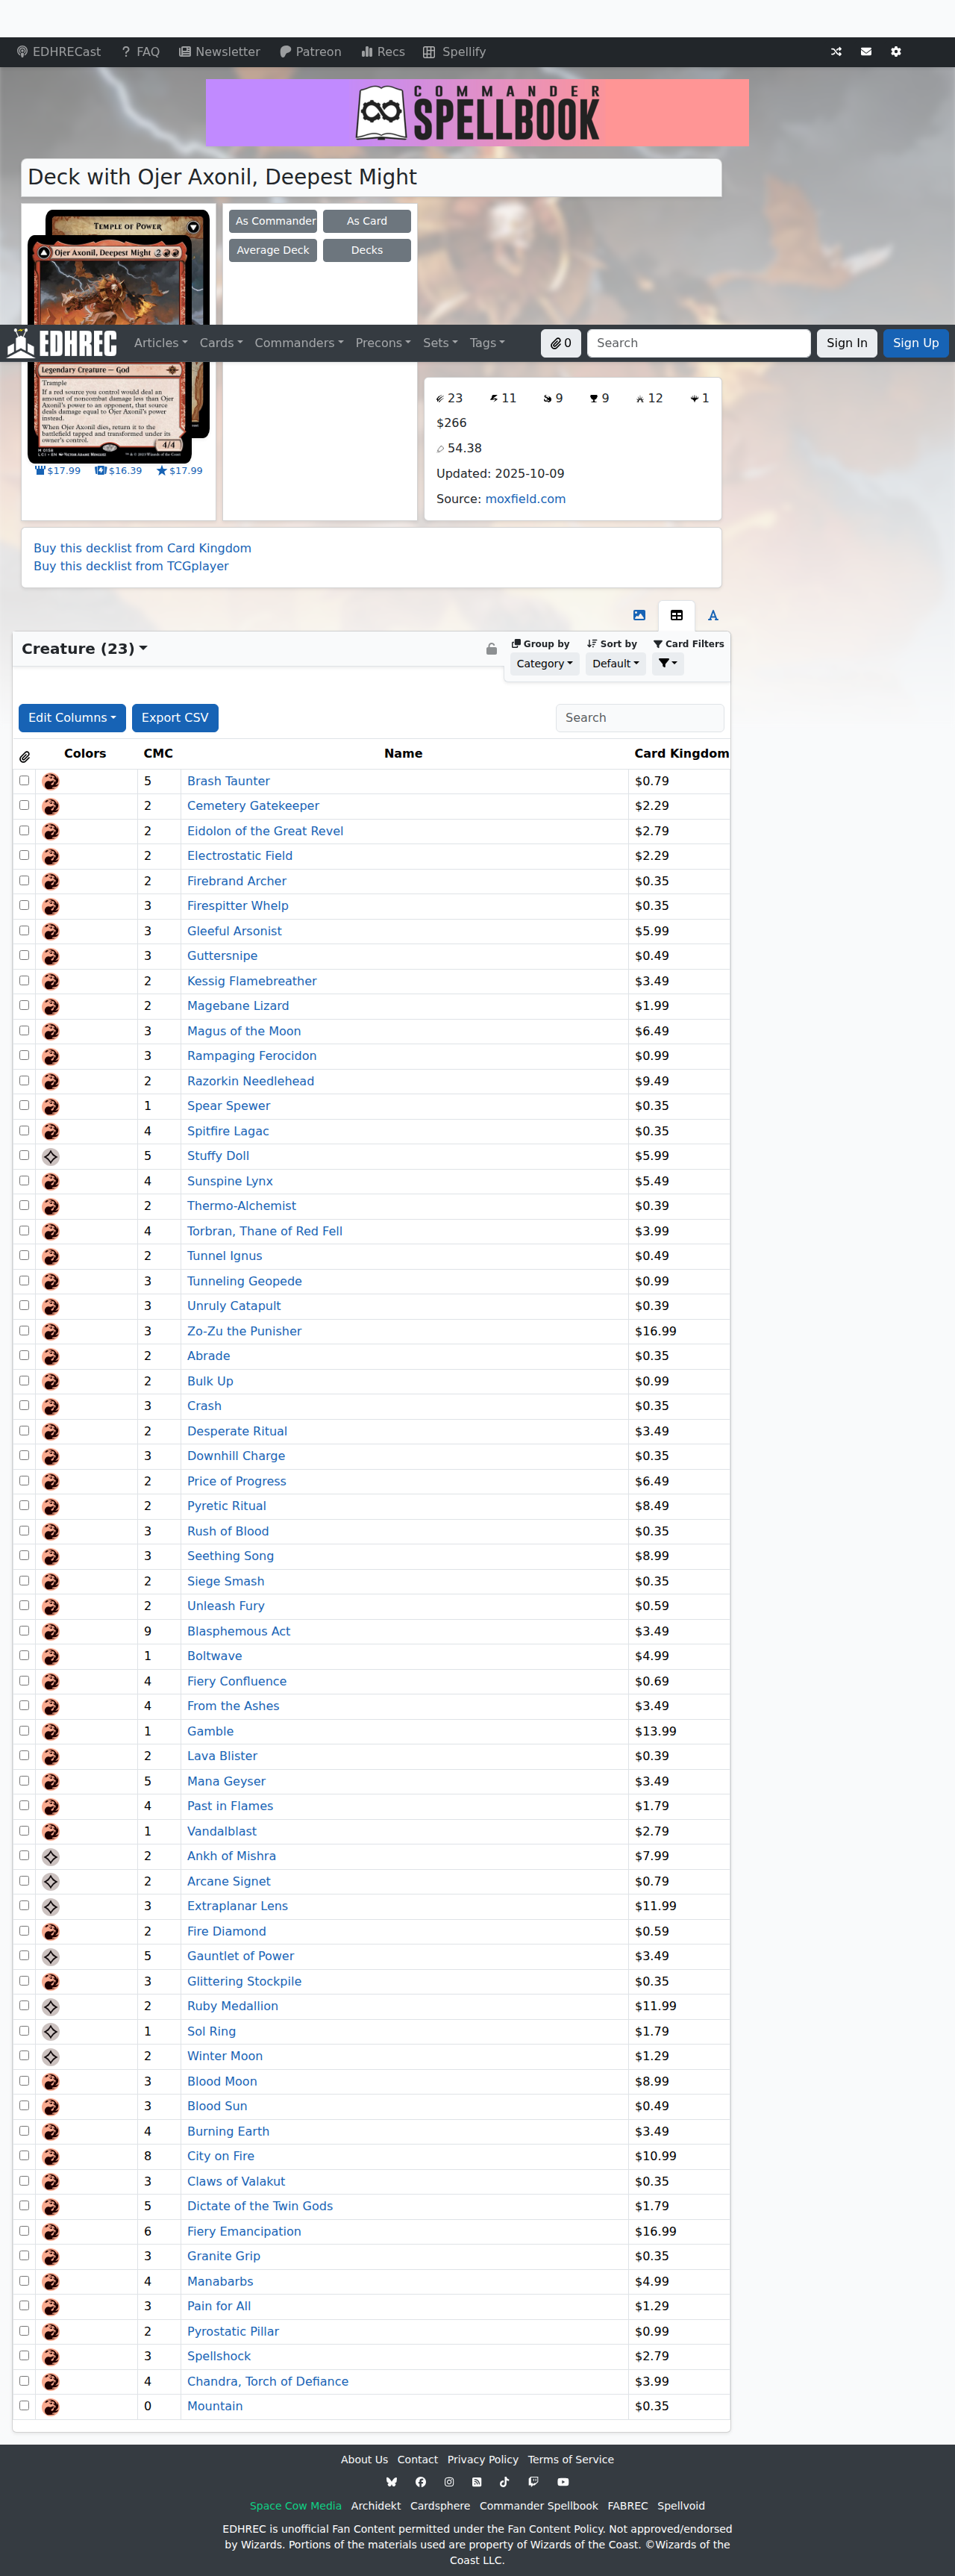 EDHRECast FAQ Newsletter Patreon Recs Spellify
COMMANDER
SPELLBOOK
Deck with Ojer Axonil, Deepest Might
TEMPLE OF POWER
Ojer Axonil, Deepest Might 2
As Commander As Card
Average Deck Decks
EDHREC Articles Cards Commanders Precons Sets Tags 0 Search Sign In Sign Up
Legendary Creature — God
Trample
If a red source you control would deal an
amount of noncombat damage less than Ojer
Axonil's power to an opponent, that source
deals damage equal to Ojer Axonil's power
instead.
When Ojer Axonil dies, return it to the
battlefield tapped and transformed under its
owner's control.
4/4
$17.99 $16.39 $17.99
23 11 9 9 12 1
$266
54.38
Updated: 2025-10-09
Source: moxfield.com
Buy this decklist from Card Kingdom
Buy this decklist from TCGplayer
Creature (23)
Group by Sort by Card Filters
Category Default
Edit Columns Export CSV Search
Colors CMC Name Card Kingdom
5 Brash Taunter $0.79
2 Cemetery Gatekeeper $2.29
2 Eidolon of the Great Revel $2.79
2 Electrostatic Field $2.29
2 Firebrand Archer $0.35
3 Firespitter Whelp $0.35
3 Gleeful Arsonist $5.99
3 Guttersnipe $0.49
2 Kessig Flamebreather $3.49
2 Magebane Lizard $1.99
3 Magus of the Moon $6.49
3 Rampaging Ferocidon $0.99
2 Razorkin Needlehead $9.49
1 Spear Spewer $0.35
4 Spitfire Lagac $0.35
5 Stuffy Doll $5.99
4 Sunspine Lynx $5.49
2 Thermo-Alchemist $0.39
4 Torbran, Thane of Red Fell $3.99
2 Tunnel Ignus $0.49
3 Tunneling Geopede $0.99
3 Unruly Catapult $0.39
3 Zo-Zu the Punisher $16.99
2 Abrade $0.35
2 Bulk Up $0.99
3 Crash $0.35
2 Desperate Ritual $3.49
3 Downhill Charge $0.35
2 Price of Progress $6.49
2 Pyretic Ritual $8.49
3 Rush of Blood $0.35
3 Seething Song $8.99
2 Siege Smash $0.35
2 Unleash Fury $0.59
9 Blasphemous Act $3.49
1 Boltwave $4.99
4 Fiery Confluence $0.69
4 From the Ashes $3.49
1 Gamble $13.99
2 Lava Blister $0.39
5 Mana Geyser $3.49
4 Past in Flames $1.79
1 Vandalblast $2.79
2 Ankh of Mishra $7.99
2 Arcane Signet $0.79
3 Extraplanar Lens $11.99
2 Fire Diamond $0.59
5 Gauntlet of Power $3.49
3 Glittering Stockpile $0.35
2 Ruby Medallion $11.99
1 Sol Ring $1.79
2 Winter Moon $1.29
3 Blood Moon $8.99
3 Blood Sun $0.49
4 Burning Earth $3.49
8 City on Fire $10.99
3 Claws of Valakut $0.35
5 Dictate of the Twin Gods $1.79
6 Fiery Emancipation $16.99
3 Granite Grip $0.35
4 Manabarbs $4.99
3 Pain for All $1.29
2 Pyrostatic Pillar $0.99
3 Spellshock $2.79
4 Chandra, Torch of Defiance $3.99
0 Mountain $0.35
About Us Contact Privacy Policy Terms of Service
Space Cow Media Archidekt Cardsphere Commander Spellbook FABREC Spellvoid
EDHREC is unofficial Fan Content permitted under the Fan Content Policy. Not approved/endorsed
by Wizards. Portions of the materials used are property of Wizards of the Coast. ©Wizards of the
Coast LLC.